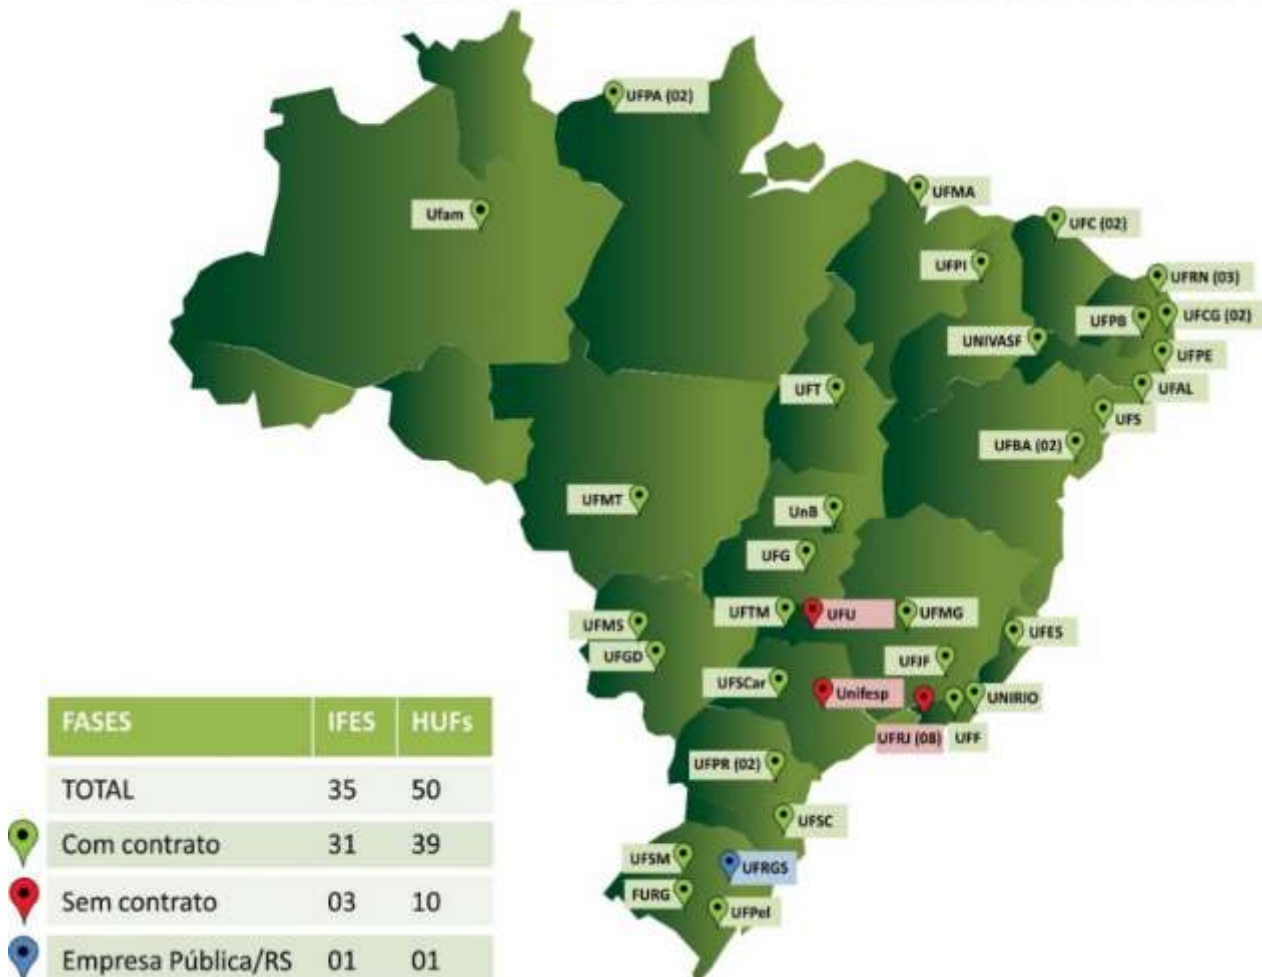 UFPA (02)
UFMA
Ufam
UFC (02)
UFPI
UFRN (03)
UFPB
UFCG (02)
UNIVASF
UFPE
UFT
UFAL
UFS
UFBA (02)
UFMT
UnB
UFG
UFTM
UFU
UFMG
UFMS
UFES
UFGD
UFJF
UFSCar
Unifesp
UNIRIO
UFRJ (08)
UFF
UFPR (02)
UFSC
UFSM
UFRGS
FURG
UFPel
FASES IFES HUFs
TOTAL 35 50
Com contrato 31 39
Sem contrato 03 10
Empresa Pública/RS 01 01